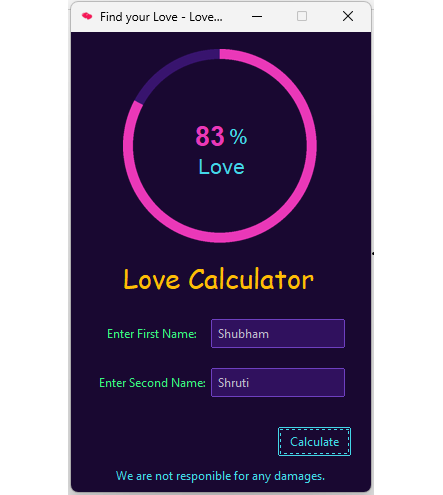 Find your Love - Love...
83 %
Love
Love Calculator
Enter First Name: Shubham
Enter Second Name: Shruti
Calculate
We are not responible for any damages.